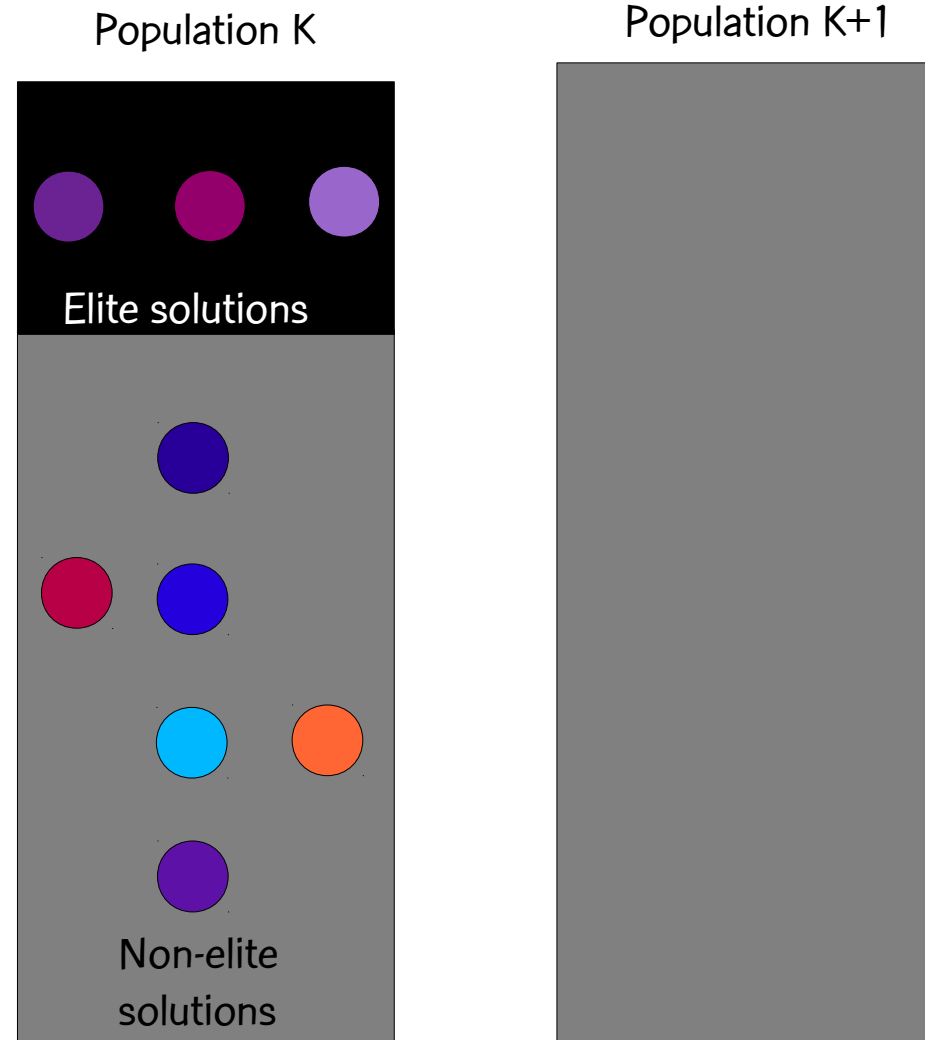 Population K
Population K+1
Elite solutions
Non-elite
solutions